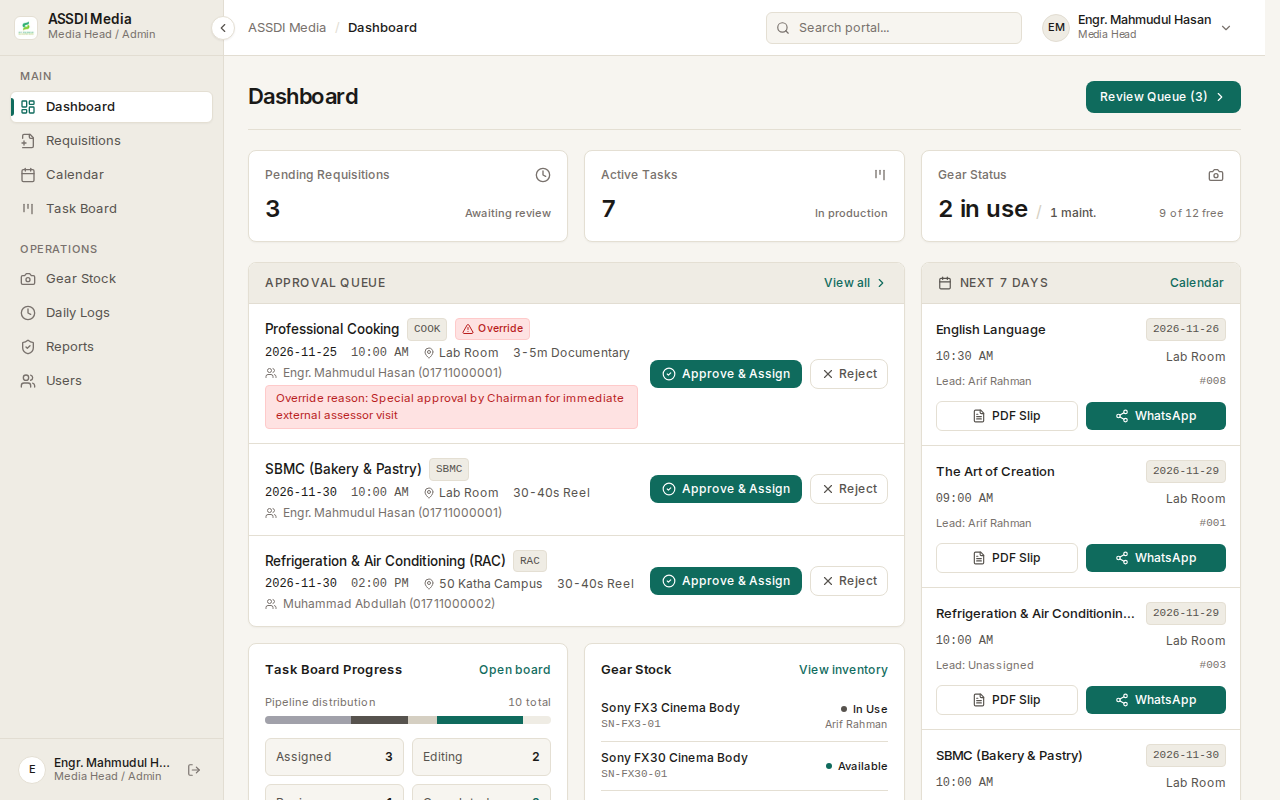 ASSDI Media
Media Head / Admin
MAIN
Dashboard
Requisitions
Calendar
Task Board
OPERATIONS
Gear Stock
Daily Logs
Reports
Users
E
Engr. Mahmudul H...
Media Head / Admin
ASSDI Media / Dashboard
Search portal...
EM
Engr. Mahmudul Hasan
Media Head
Dashboard
Review Queue (3)
Pending Requisitions
3
Awaiting review
Active Tasks
7
In production
Gear Status
2 in use / 1 maint.
9 of 12 free
APPROVAL QUEUE
View all
Professional Cooking COOK Override
2026-11-25 10:00 AM Lab Room 3-5m Documentary
Engr. Mahmudul Hasan (01711000001)
Override reason: Special approval by Chairman for immediate
external assessor visit
Approve & Assign
Reject
SBMC (Bakery & Pastry) SBMC
2026-11-30 10:00 AM Lab Room 30-40s Reel
Engr. Mahmudul Hasan (01711000001)
Approve & Assign
Reject
Refrigeration & Air Conditioning (RAC) RAC
2026-11-30 02:00 PM 50 Katha Campus 30-40s Reel
Muhammad Abdullah (01711000002)
Approve & Assign
Reject
NEXT 7 DAYS
Calendar
English Language 2026-11-26
10:30 AM Lab Room
Lead: Arif Rahman #008
PDF Slip WhatsApp
The Art of Creation 2026-11-29
09:00 AM Lab Room
Lead: Arif Rahman #001
PDF Slip WhatsApp
Refrigeration & Air Conditionin... 2026-11-29
10:00 AM Lab Room
Lead: Unassigned #003
PDF Slip WhatsApp
SBMC (Bakery & Pastry) 2026-11-30
10:00 AM Lab Room
Task Board Progress
Open board
Pipeline distribution 10 total
Assigned 3
Editing 2
Gear Stock
View inventory
Sony FX3 Cinema Body In Use
SN-FX3-01 Arif Rahman
Sony FX30 Cinema Body Available
SN-FX30-01